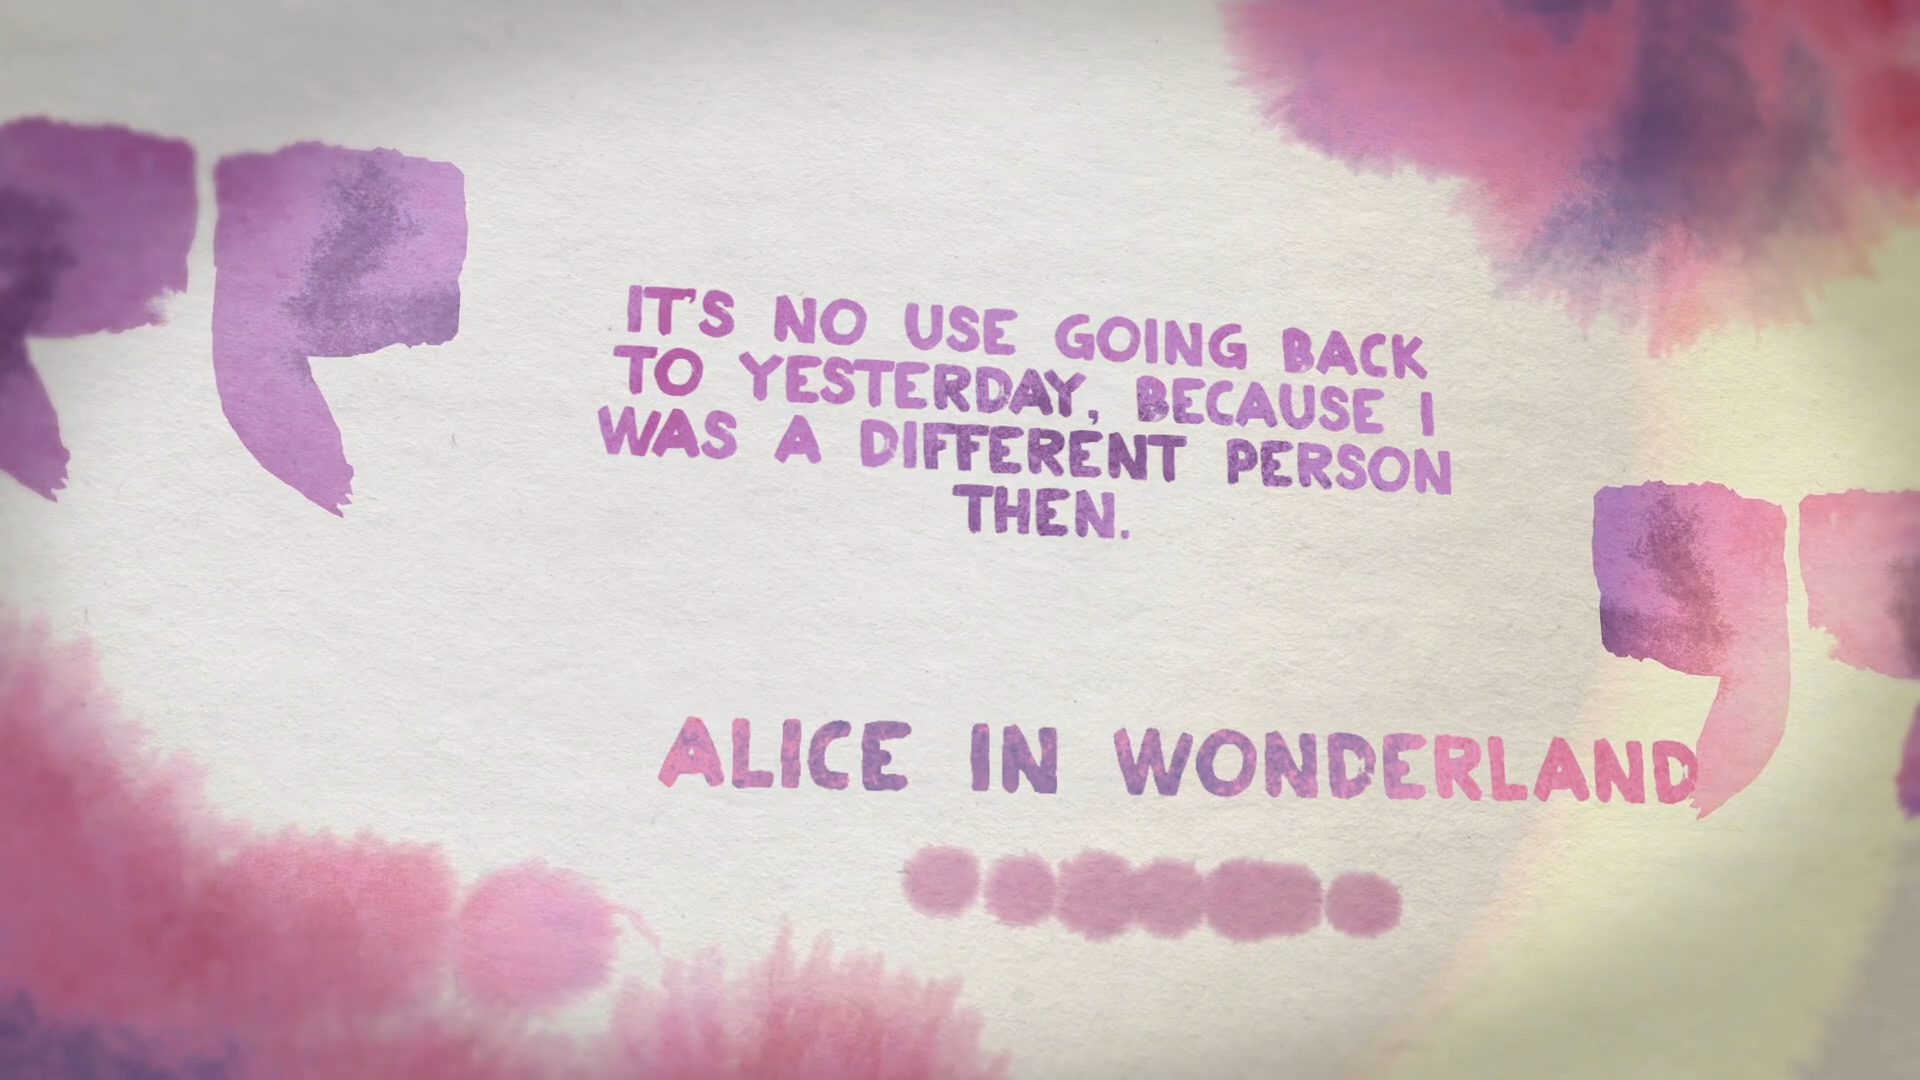 IT'S NO USE GOING BACK
TO YESTERDAY, BECAUSE I
WAS A DIFFERENT PERSON
THEN.
ALICE IN WONDERLAND